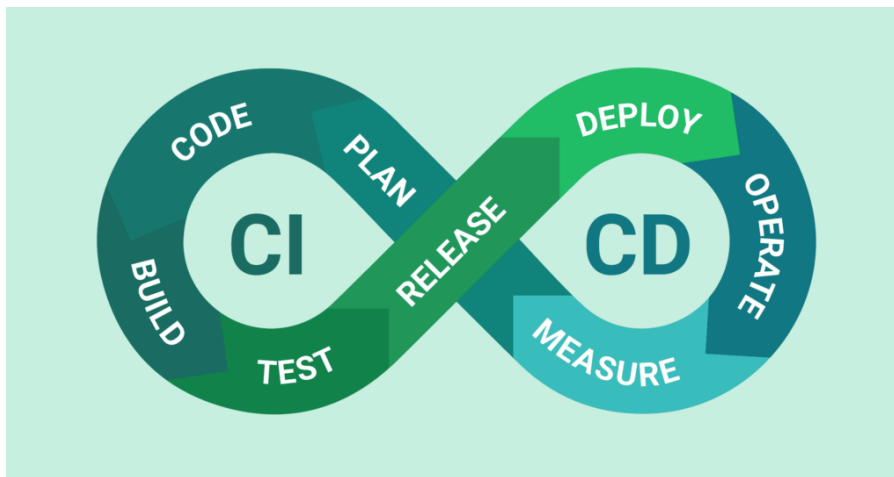 CODE
PLAN
DEPLOY
OPERATE
CI
CD
RELEASE
BUILD
TEST
MEASURE